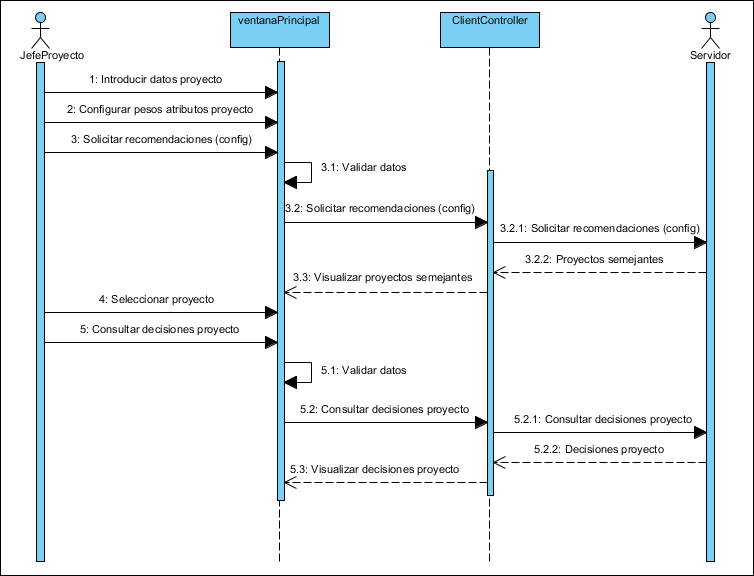 ventanaPrincipal
ClientController
JefeProyecto
Servidor
1: Introducir datos proyecto
2: Configurar pesos atributos proyecto
3: Solicitar recomendaciones (config)
3.1: Validar datos
3.2: Solicitar recomendaciones (config)
3.2.1: Solicitar recomendaciones (config)
3.2.2: Proyectos semejantes
3.3: Visualizar proyectos semejantes
4: Seleccionar proyecto
5: Consultar decisiones proyecto
5.1: Validar datos
5.2: Consultar decisiones proyecto
5.2.1: Consultar decisiones proyecto
5.2.2: Decisiones proyecto
5.3: Visualizar decisiones proyecto